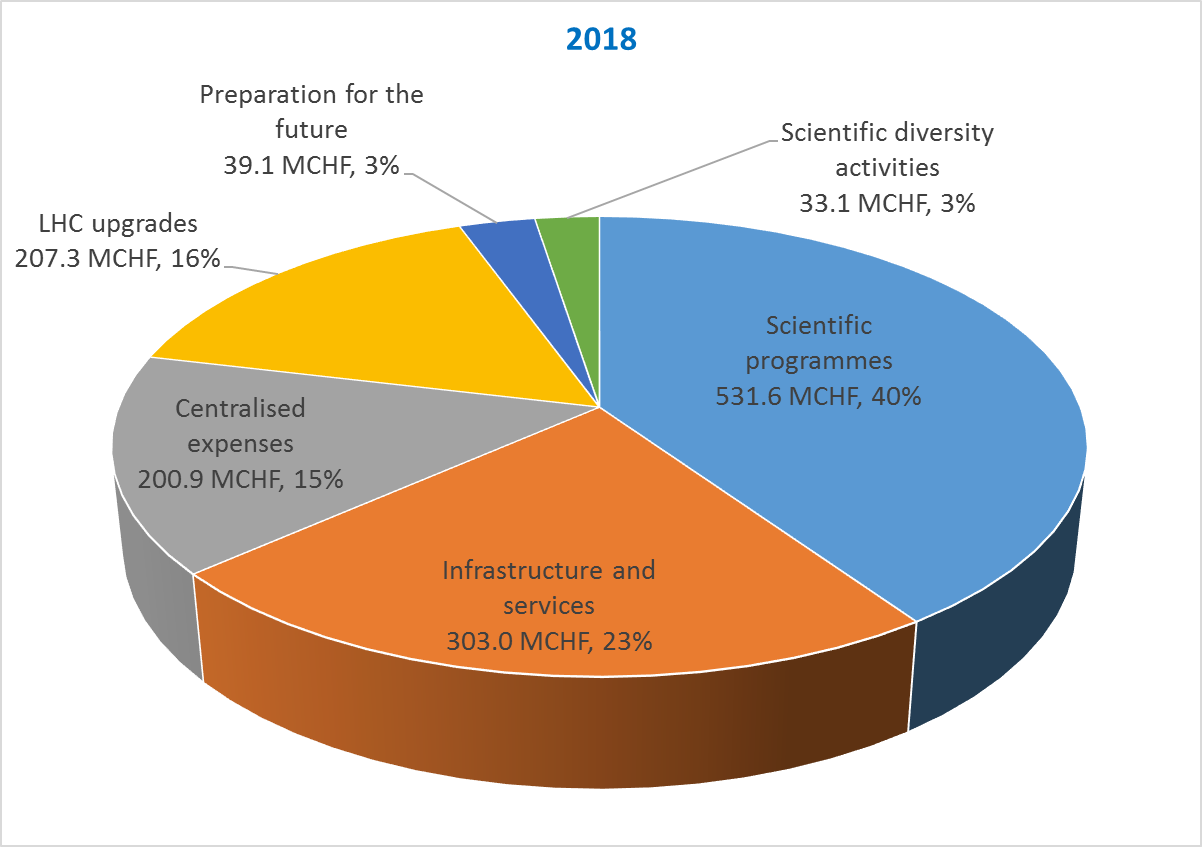 2018
Preparation for the
future
39.1 MCHF, 3%
Scientific diversity
activities
33.1 MCHF, 3%
LHC upgrades
207.3 MCHF, 16%
Scientific
programmes
531.6 MCHF, 40%
Centralised
expenses
200.9 MCHF, 15%
Infrastructure and
services
303.0 MCHF, 23%